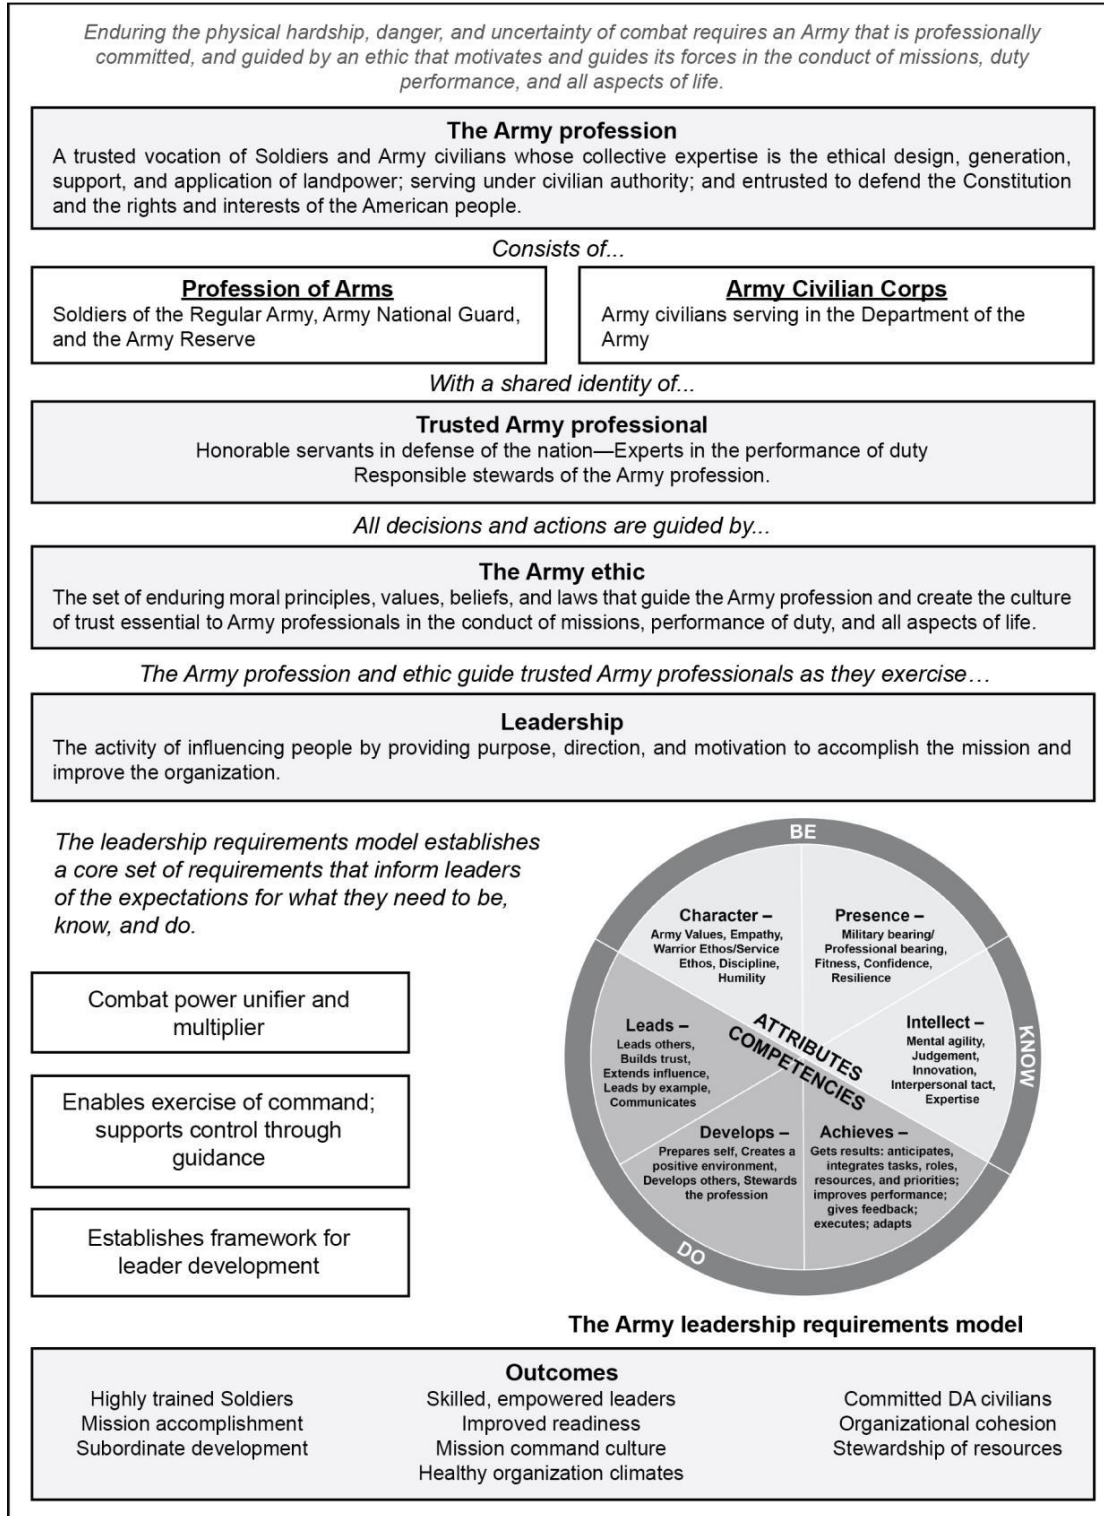 Enduring the physical hardship, danger, and uncertainty of combat requires an Army that is professionally
committed, and guided by an ethic that motivates and guides its forces in the conduct of missions, duty
performance, and all aspects of life.
The Army profession
A trusted vocation of Soldiers and Army civilians whose collective expertise is the ethical design, generation,
support, and application of landpower; serving under civilian authority; and entrusted to defend the Constitution
and the rights and interests of the American people.
Consists of...
Profession of Arms
Soldiers of the Regular Army, Army National Guard,
and the Army Reserve
Army Civilian Corps
Army civilians serving in the Department of the
Army
With a shared identity of...
Trusted Army professional
Honorable servants in defense of the nation—Experts in the performance of duty
Responsible stewards of the Army profession.
All decisions and actions are guided by...
The Army ethic
The set of enduring moral principles, values, beliefs, and laws that guide the Army profession and create the culture
of trust essential to Army professionals in the conduct of missions, performance of duty, and all aspects of life.
The Army profession and ethic guide trusted Army professionals as they exercise…
Leadership
The activity of influencing people by providing purpose, direction, and motivation to accomplish the mission and
improve the organization.
The leadership requirements model establishes
a core set of requirements that inform leaders
of the expectations for what they need to be,
know, and do.
Combat power unifier and
multiplier
Enables exercise of command;
supports control through
guidance
Establishes framework for
leader development
BE
Character –
Army Values, Empathy,
Warrior Ethos/Service
Ethos, Discipline,
Humility
Presence –
Military bearing/
Professional bearing,
Fitness, Confidence,
Resilience
Intellect –
Mental agility,
Judgement,
Innovation,
Interpersonal tact,
Expertise
KNOW
ATTRIBUTES
COMPETENCIES
Leads –
Leads others,
Builds trust,
Extends influence,
Leads by example,
Communicates
Develops –
Prepares self, Creates a
positive environment,
Develops others, Stewards
the profession
Achieves –
Gets results: anticipates,
integrates tasks, roles,
resources, and priorities;
improves performance;
gives feedback;
executes; adapts
DO
The Army leadership requirements model
Outcomes
Highly trained Soldiers
Mission accomplishment
Subordinate development
Skilled, empowered leaders
Improved readiness
Mission command culture
Healthy organization climates
Committed DA civilians
Organizational cohesion
Stewardship of resources